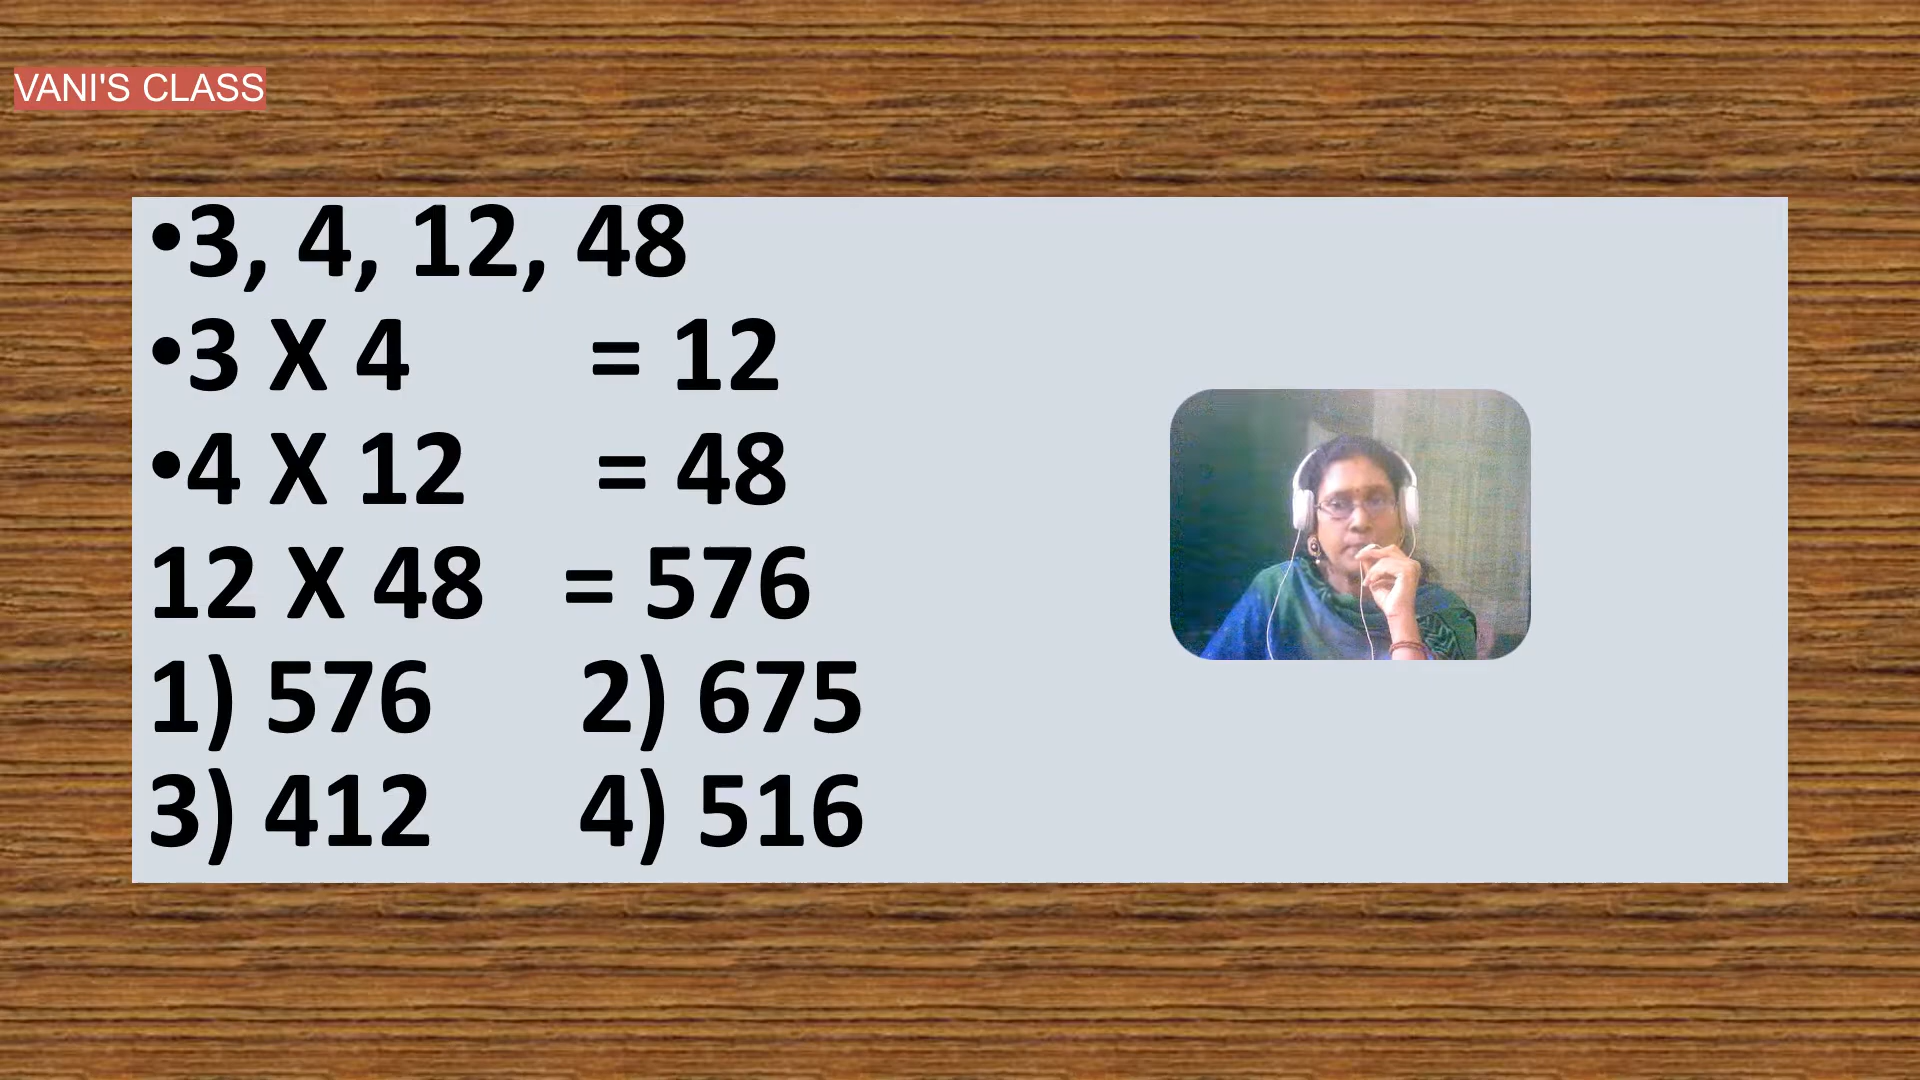 VANI'S CLASS
•3, 4, 12, 48
•3 X 4 = 12
•4 X 12 = 48
12 X 48 = 576
1) 576 2) 675
3) 412 4) 516